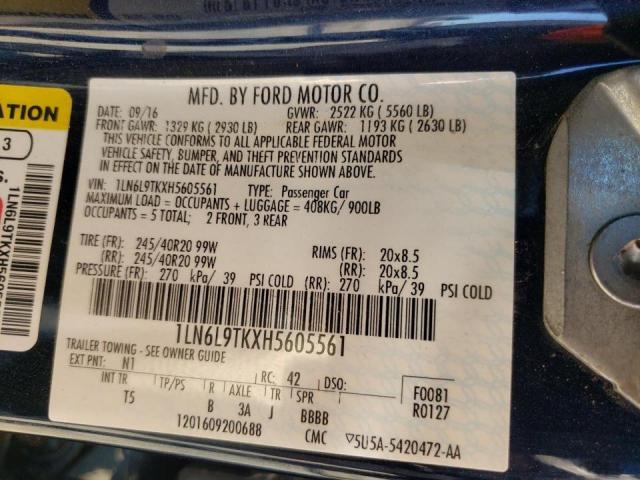 MFD. BY FORD MOTOR CO.
DATE: 09/16 GVWR: 2522 KG ( 5560 LB)
FRONT GAWR: 1329 KG ( 2930 LB) REAR GAWR: 1193 KG ( 2630 LB)
THIS VEHICLE CONFORMS TO ALL APPLICABLE FEDERAL MOTOR
VEHICLE SAFETY, BUMPER, AND THEFT PREVENTION STANDARDS
IN EFFECT ON THE DATE OF MANUFACTURE SHOWN ABOVE.
VIN: 1LN6L9TKXH5605561 TYPE: Passenger Car
MAXIMUM LOAD = OCCUPANTS + LUGGAGE = 408KG/ 900LB
OCCUPANTS = 5 TOTAL; 2 FRONT, 3 REAR
TIRE (FR): 245/40R20 99W RIMS (FR): 20x8.5
(RR): 245/40R20 99W (RR): 20x8.5
PRESSURE (FR): 270 kPa/ 39 PSI COLD (RR): 270 kPa/ 39 PSI COLD
1LN6L9TKXH5605561
TRAILER TOWING - SEE OWNER GUIDE
EXT PNT: N1 RC: 42 DSO: F0081
INT TR TP/PS R AXLE TR SPR R0127
T5 B 3A J BBBB
1201609200688 CMC 5U5A-5420472-AA
ATION
3